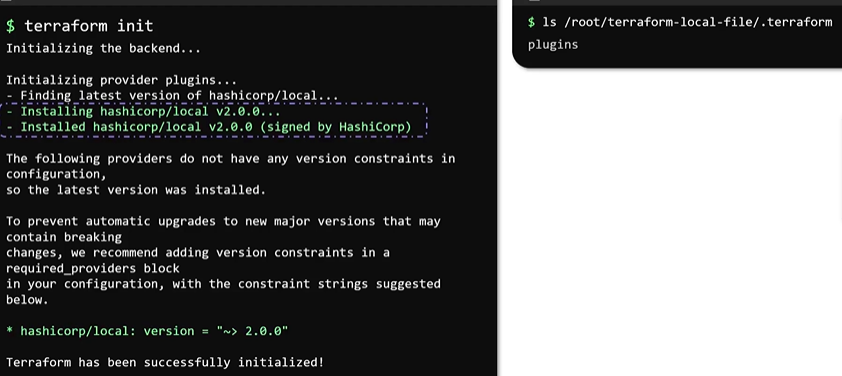 $ terraform init
Initializing the backend...
Initializing provider plugins...
- Finding latest version of hashicorp/local...
- Installing hashicorp/local v2.0.0...
- Installed hashicorp/local v2.0.0 (signed by HashiCorp)
The following providers do not have any version constraints in
configuration,
so the latest version was installed.
To prevent automatic upgrades to new major versions that may
contain breaking
changes, we recommend adding version constraints in a
required_providers block
in your configuration, with the constraint strings suggested
below.
* hashicorp/local: version = "~> 2.0.0"
Terraform has been successfully initialized!
$ ls /root/terraform-local-file/.terraform
plugins